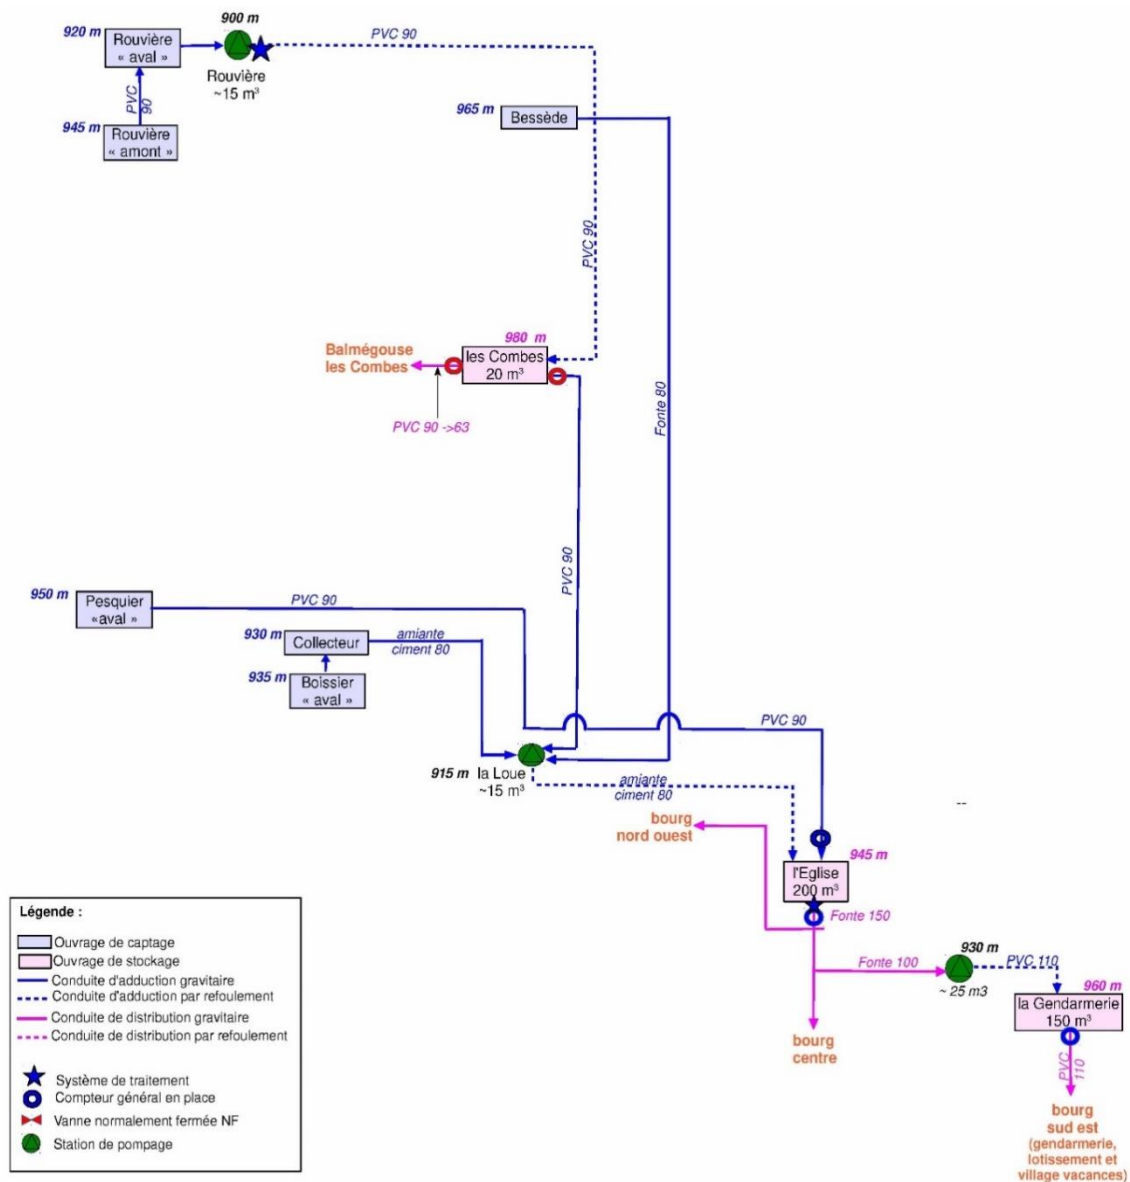 920 m
Rouvière
« aval »
900 m
Rouvière
~15 m³
PVC 90
PVC
90
945 m
Rouvière
« amont »
965 m
Bessède
PVC 90
Fonte 80
980 m
les Combes
20 m³
Balmégouse
les Combes
PVC 90 ->63
PVC 90
950 m
Pesquier
«aval »
PVC 90
930 m
Collecteur
amiante
ciment 80
935 m
Boissier
« aval »
PVC 90
915 m
la Loue
~15 m³
amiante
ciment 80
--
bourg
nord ouest
945 m
l'Eglise
200 m³
Fonte 150
Fonte 100
930 m
~ 25 m3
PVC 110
960 m
la Gendarmerie
150 m³
bourg
centre
PVC
110
bourg
sud est
(gendarmerie,
lotissement et
village vacances)
Légende :
Ouvrage de captage
Ouvrage de stockage
Conduite d'adduction gravitaire
Conduite d'adduction par refoulement
Conduite de distribution gravitaire
Conduite de distribution par refoulement
Système de traitement
Compteur général en place
Vanne normalement fermée NF
Station de pompage